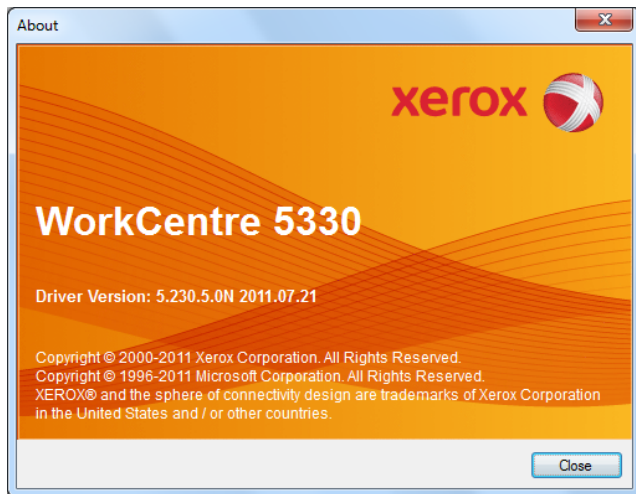 About
xerox
WorkCentre 5330
Driver Version: 5.230.5.0N 2011.07.21
Copyright © 2000-2011 Xerox Corporation. All Rights Reserved.
Copyright © 1996-2011 Microsoft Corporation. All Rights Reserved.
XEROX® and the sphere of connectivity design are trademarks of Xerox Corporation
in the United States and / or other countries.
Close